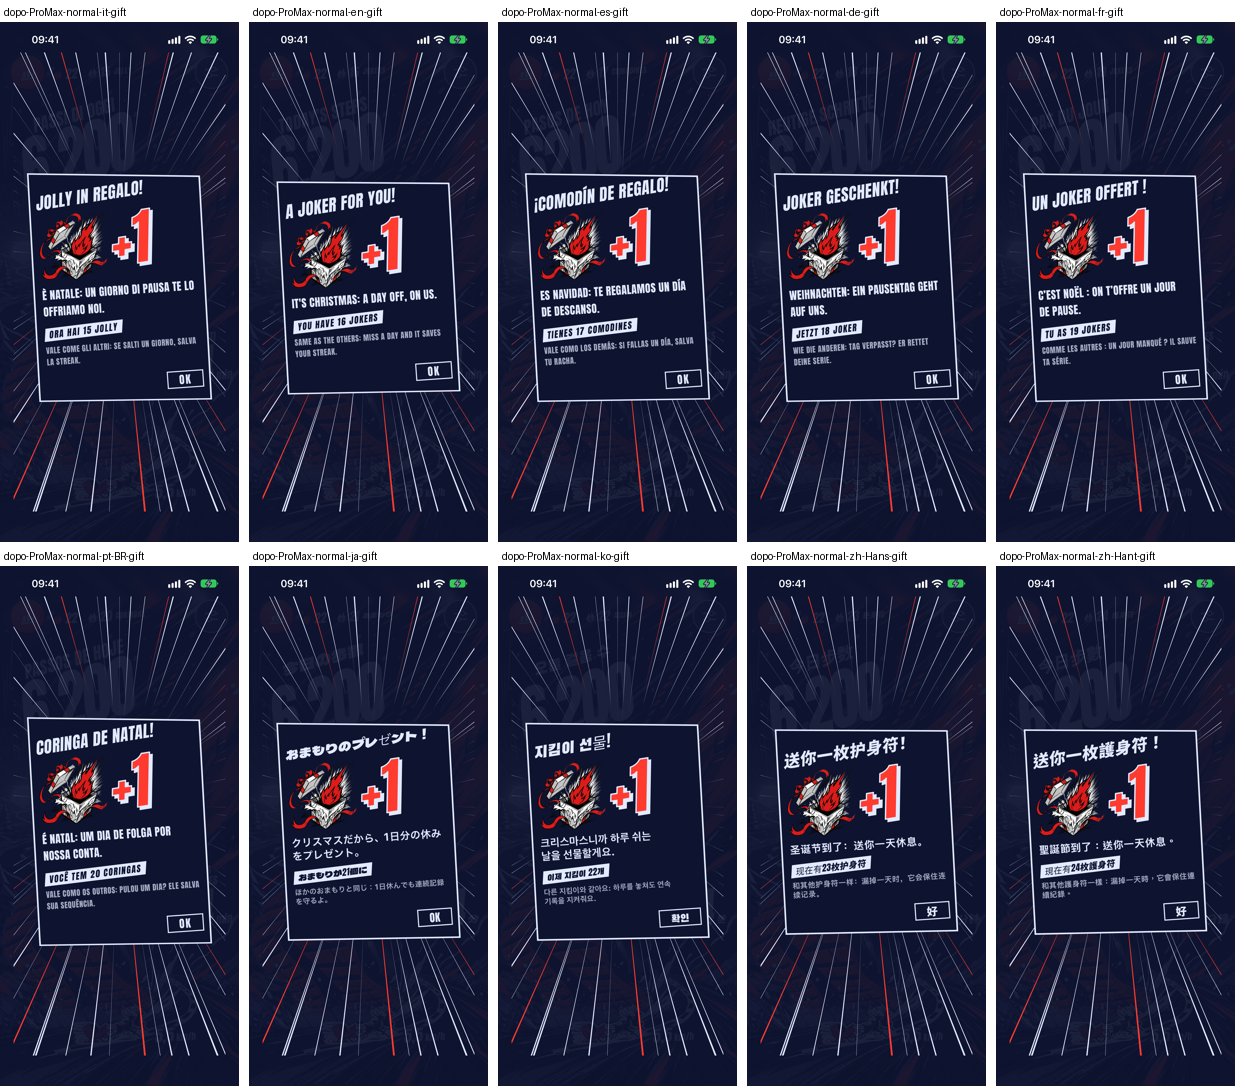 dopo-ProMax-normal-it-gift
09:41
6.200
JOLLY IN REGALO!
+1
È NATALE: UN GIORNO DI PAUSA TE LO
OFFRIAMO NOI.
ORA HAI 15 JOLLY
VALE COME GLI ALTRI: SE SALTI UN GIORNO, SALVA
LA STREAK.
OK
dopo-ProMax-normal-en-gift
09:41
6,200
A JOKER FOR YOU!
+1
IT'S CHRISTMAS: A DAY OFF, ON US.
YOU HAVE 16 JOKERS
SAME AS THE OTHERS: MISS A DAY AND IT SAVES
YOUR STREAK.
OK
dopo-ProMax-normal-es-gift
09:41
¡COMODÍN DE REGALO!
+1
ES NAVIDAD: TE REGALAMOS UN DÍA
DE DESCANSO.
TIENES 17 COMODINES
VALE COMO LOS DEMÁS: SI FALLAS UN DÍA, SALVA
TU RACHA.
OK
dopo-ProMax-normal-de-gift
09:41
6.200
JOKER GESCHENKT!
+1
WEIHNACHTEN: EIN PAUSENTAG GEHT
AUF UNS.
JETZT 18 JOKER
WIE DIE ANDEREN: TAG VERPASST? ER RETTET
DEINE SERIE.
OK
dopo-ProMax-normal-fr-gift
09:41
6 200
UN JOKER OFFERT !
+1
C'EST NOËL : ON T'OFFRE UN JOUR
DE PAUSE.
TU AS 19 JOKERS
COMME LES AUTRES : UN JOUR MANQUÉ ? IL SAUVE
TA SÉRIE.
OK
dopo-ProMax-normal-pt-BR-gift
09:41
6.200
CORINGA DE NATAL!
+1
É NATAL: UM DIA DE FOLGA POR
NOSSA CONTA.
VOCÊ TEM 20 CORINGAS
VALE COMO OS OUTROS: PULOU UM DIA? ELE SALVA
SUA SEQUÊNCIA.
OK
dopo-ProMax-normal-ja-gift
09:41
6,200
おまもりのプレゼント！
+1
クリスマスだから、1日分の休み
をプレゼント。
おまもりが21個に
ほかのおまもりと同じ：1日休んでも連続記録
を守るよ。
OK
dopo-ProMax-normal-ko-gift
09:41
6,200
지킴이 선물!
+1
크리스마스니까 하루 쉬는
날을 선물할게요.
이제 지킴이 22개
다른 지킴이와 같아요: 하루를 놓쳐도 연속
기록을 지켜줘요.
확인
dopo-ProMax-normal-zh-Hans-gift
09:41
6,200
送你一枚护身符！
+1
圣诞节到了：送你一天休息。
现在有23枚护身符
和其他护身符一样：漏掉一天时，它会保住连
续记录。
好
dopo-ProMax-normal-zh-Hant-gift
09:41
6,200
送你一枚護身符！
+1
聖誕節到了：送你一天休息。
現在有24枚護身符
和其他護身符一樣：漏掉一天時，它會保住連
續紀錄。
好